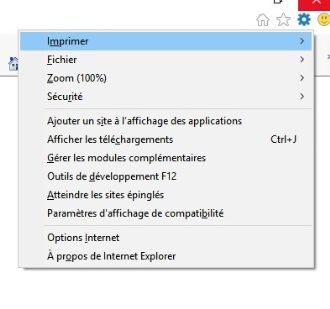 Imprimer
Fichier
Zoom (100%)
Sécurité
Ajouter un site à l'affichage des applications
Afficher les téléchargements Ctrl+J
Gérer les modules complémentaires
Outils de développement F12
Atteindre les sites épinglés
Paramètres d'affichage de compatibilité
Options Internet
À propos de Internet Explorer